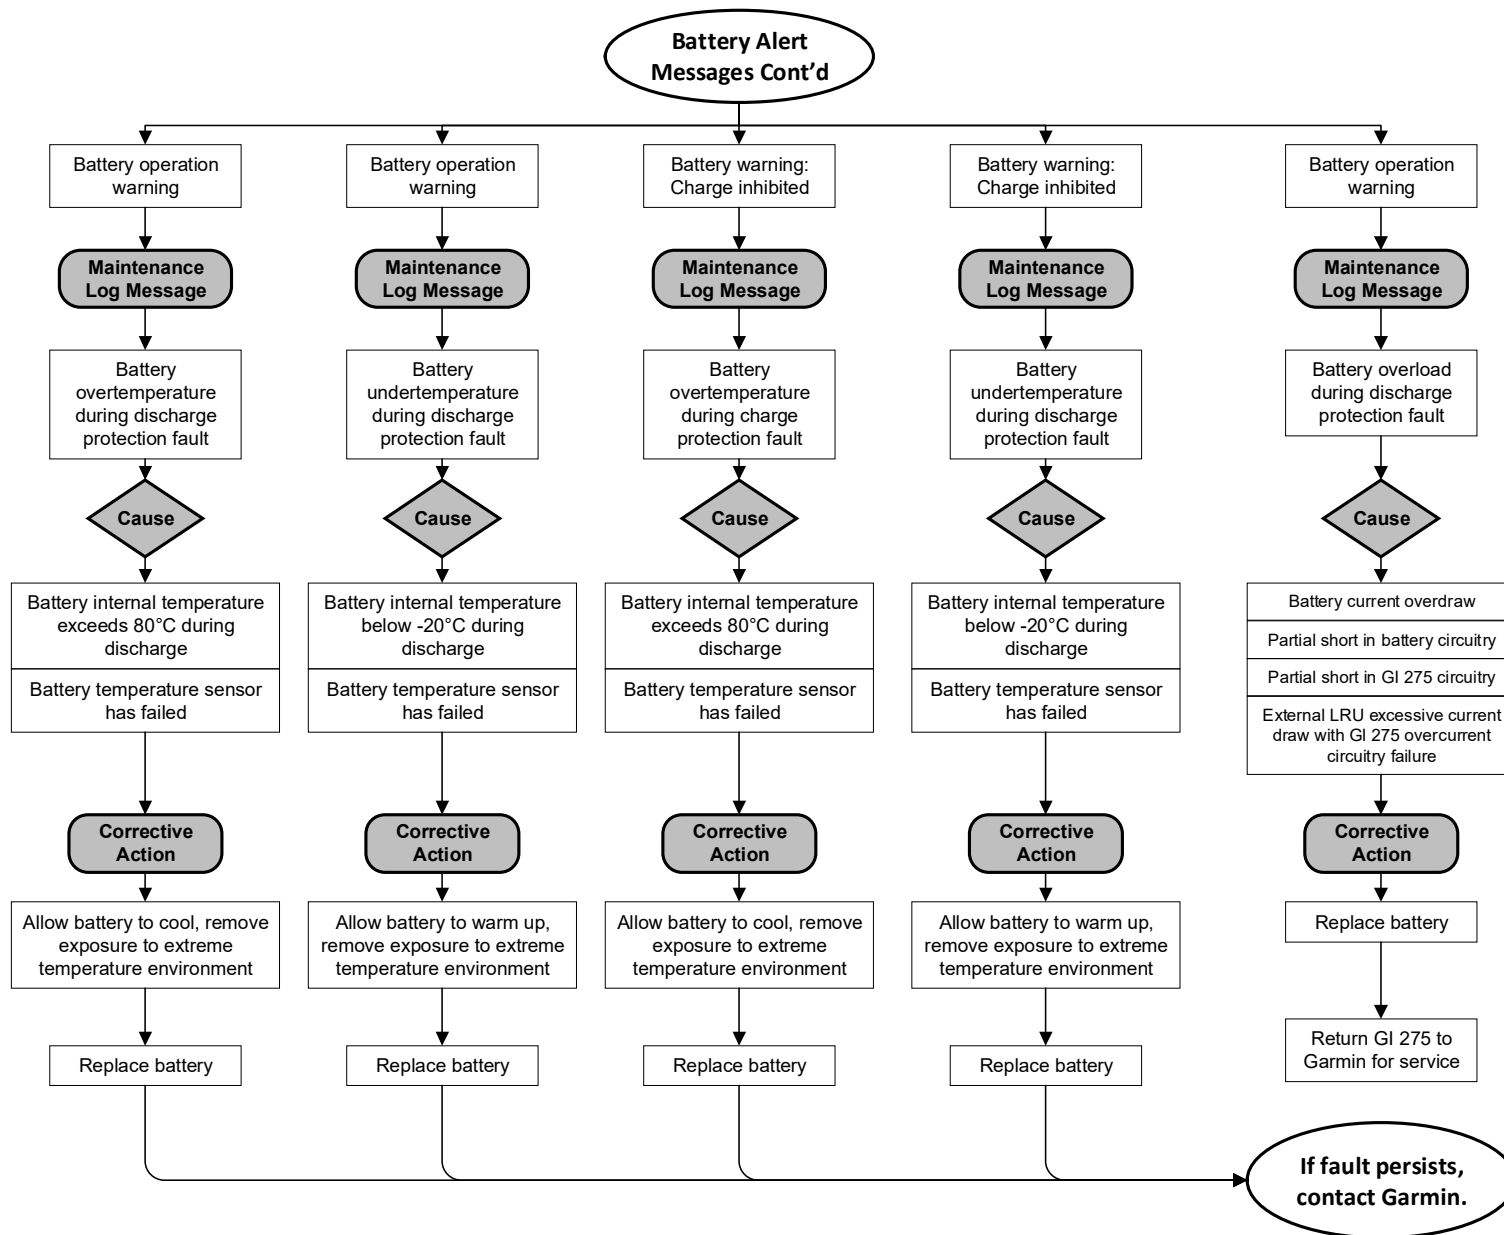 Battery Alert
Messages Cont’d
Battery operation
warning
Battery operation
warning
Battery warning:
Charge inhibited
Battery warning:
Charge inhibited
Battery operation
warning
Maintenance
Log Message
Maintenance
Log Message
Maintenance
Log Message
Maintenance
Log Message
Maintenance
Log Message
Battery
overtemperature
during discharge
protection fault
Battery
undertemperature
during discharge
protection fault
Battery
overtemperature
during charge
protection fault
Battery
undertemperature
during discharge
protection fault
Battery overload
during discharge
protection fault
Cause
Cause
Cause
Cause
Cause
Battery internal temperature
exceeds 80°C during
discharge
Battery temperature sensor
has failed
Battery internal temperature
below -20°C during
discharge
Battery temperature sensor
has failed
Battery internal temperature
exceeds 80°C during
discharge
Battery temperature sensor
has failed
Battery internal temperature
below -20°C during
discharge
Battery temperature sensor
has failed
Battery current overdraw
Partial short in battery circuitry
Partial short in GI 275 circuitry
External LRU excessive current
draw with GI 275 overcurrent
circuitry failure
Corrective
Action
Corrective
Action
Corrective
Action
Corrective
Action
Corrective
Action
Allow battery to cool, remove
exposure to extreme
temperature environment
Allow battery to warm up,
remove exposure to extreme
temperature environment
Allow battery to cool, remove
exposure to extreme
temperature environment
Allow battery to warm up,
remove exposure to extreme
temperature environment
Replace battery
Replace battery
Replace battery
Replace battery
Replace battery
Return GI 275 to
Garmin for service
If fault persists,
contact Garmin.